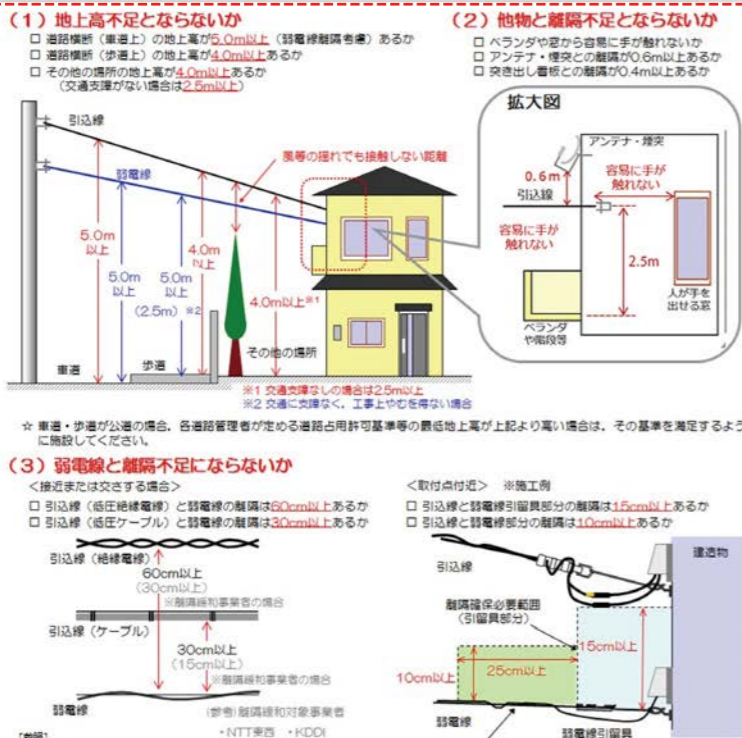 (1) 地上高不足とならないか
□ 道路横断（車道上）の地上高が5.0m以上（弱電線離隔考慮）あるか
□ 道路横断（歩道上）の地上高が4.0m以上あるか
□ その他の場所の地上高が4.0m以上あるか
（交通支障がない場合は2.5m以上）
引込線
弱電線
風等の揺れでも接触しない距離
5.0m
以上
5.0m
以上
5.0m
以上
（2.5m）※2
4.0m
以上
4.0m以上※1
その他の場所
車道
歩道
※1 交通支障なしの場合は2.5m以上
※2 交通に支障なく、工事上やむを得ない場合
(2) 他物と離隔不足とならないか
□ ベランダや窓から容易に手が触れないか
□ アンテナ・煙突との離隔が0.6m以上あるか
□ 突き出し看板との離隔が0.4m以上あるか
拡大図
アンテナ・煙突
0.6m
引込線
容易に手が
触れない
容易に手が
触れない
2.5m
人が手を
出せる窓
ベランダ
や階段等
☆ 車道・歩道が公道の場合、各道路管理者が定める道路占用許可基準等の最低地上高が上記より高い場合は、その基準を満足するよう
に施設してください。
(3) 弱電線と離隔不足にならないか
＜接近または交さする場合＞
□ 引込線（低圧絶縁電線）と弱電線の離隔は60cm以上あるか
□ 引込線（低圧ケーブル）と弱電線の離隔は30cm以上あるか
引込線（絶縁電線）
60cm以上
（30cm以上）
※離隔緩和事業者の場合
引込線（ケーブル）
30cm以上
（15cm以上）
※離隔緩和事業者の場合
弱電線
(参考) 離隔緩和対象事業者
・NTT東西 ・KDDI
【参照】
＜取付点付近＞ ※施工例
□ 引込線と弱電線引留具部分の離隔は15cm以上あるか
□ 引込線と弱電線部分の離隔は10cm以上あるか
引込線
建造物
離隔確保必要範囲
（引留具部分）
15cm以上
10cm以上
25cm以上
弱電線
弱電線引留具